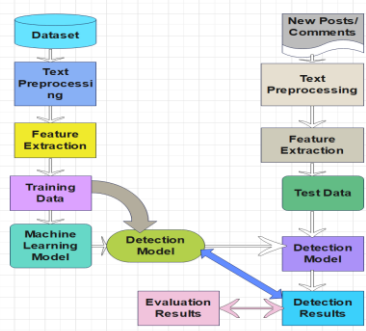 Dataset
Text
Preprocessi
ng
Feature
Extraction
Training
Data
Machine
Learning
Model
Detection
Model
New Posts/
Comments
Text
Preprocessing
Feature
Extraction
Test Data
Detection
Model
Evaluation
Results
Detection
Results